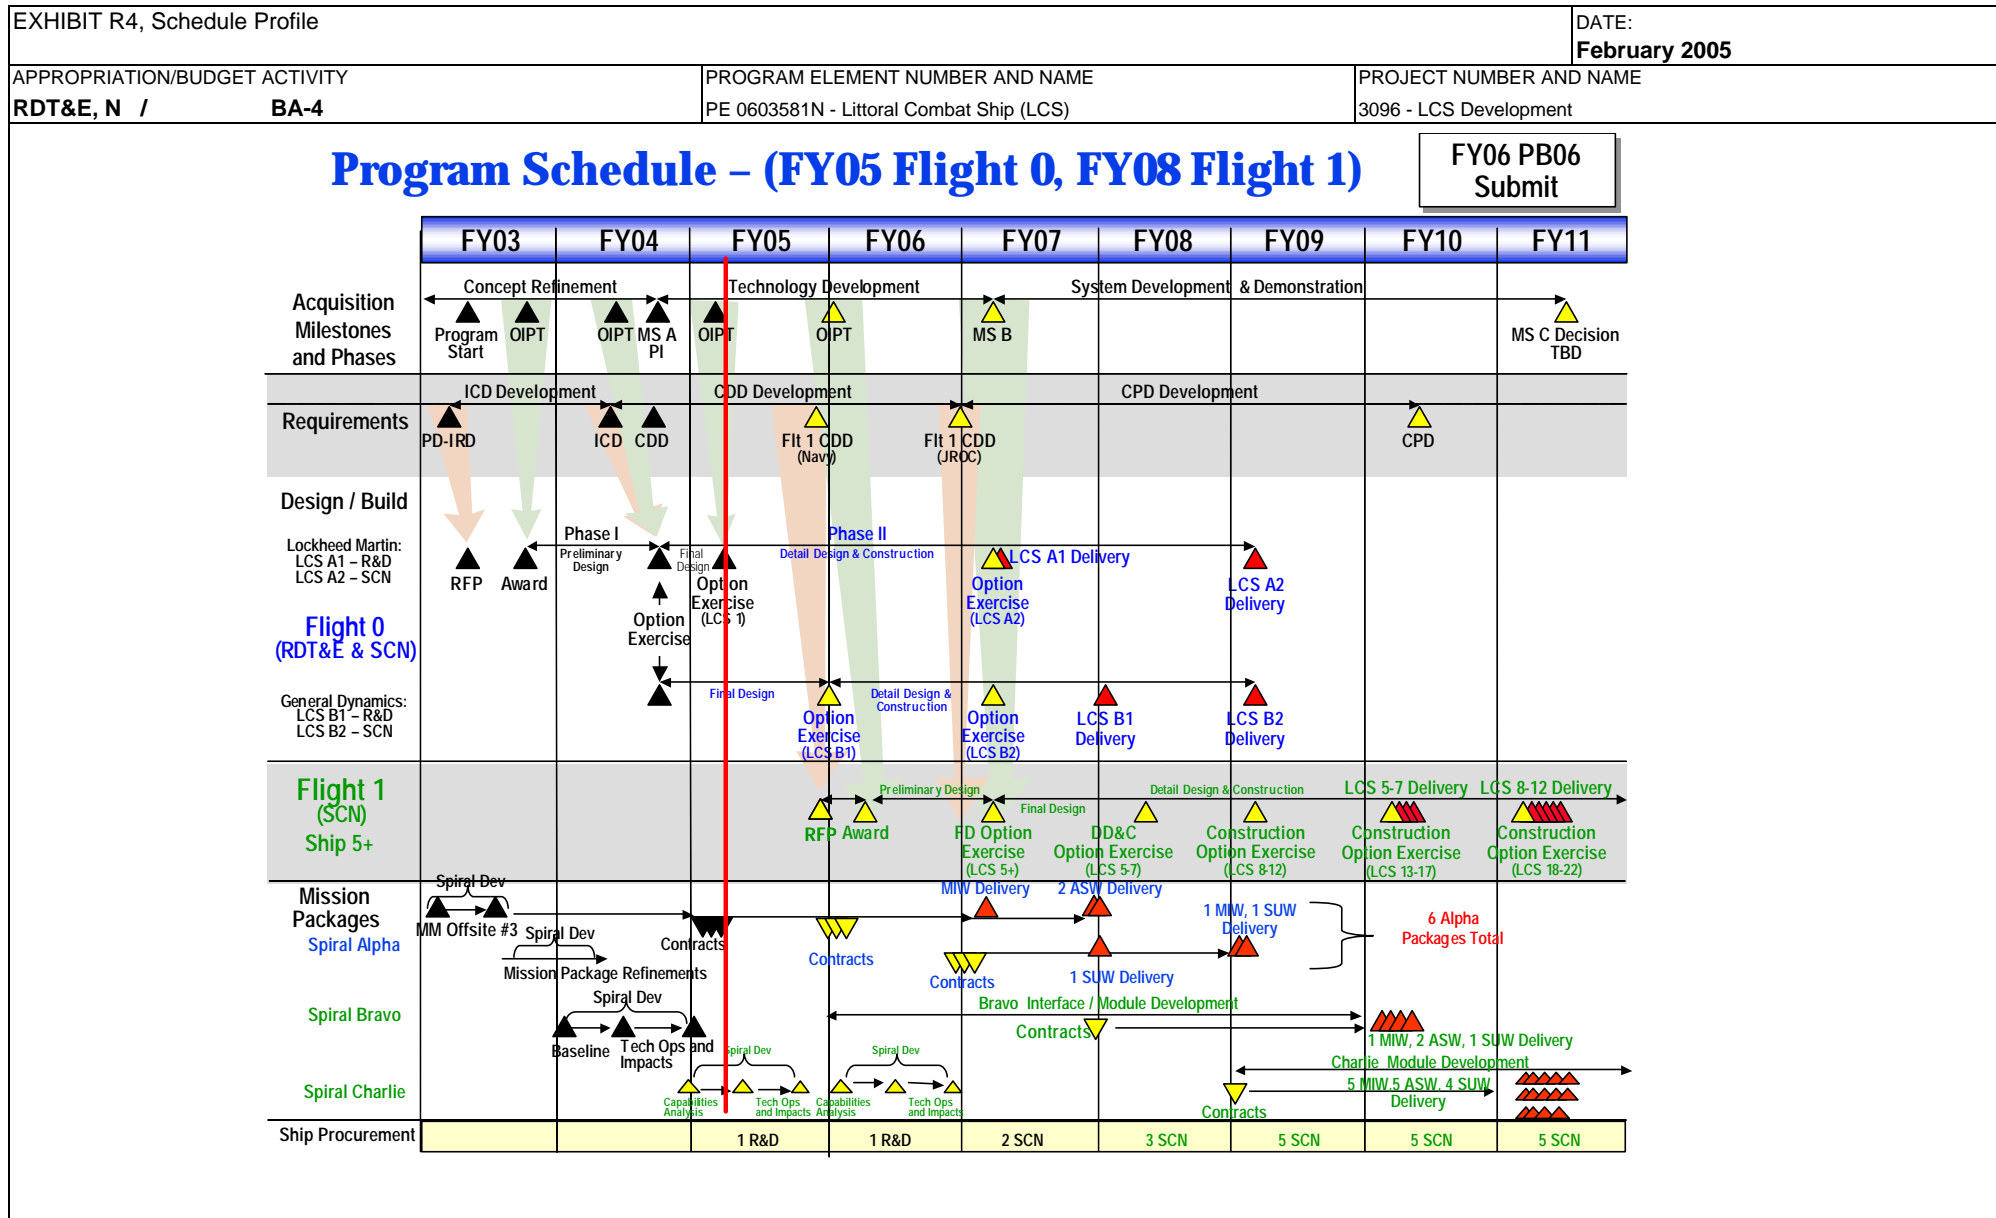 EXHIBIT R4, Schedule Profile
DATE:
February 2005
APPROPRIATION/BUDGET ACTIVITY
PROGRAM ELEMENT NUMBER AND NAME
PROJECT NUMBER AND NAME
RDT&E, N / BA-4
PE 0603581N - Littoral Combat Ship (LCS)
3096 - LCS Development
Program Schedule – (FY05 Flight 0, FY08 Flight 1)
FY06 PB06
Submit
FY03 FY04 FY05 FY06 FY07 FY08 FY09 FY10 FY11
Acquisition
Milestones
and Phases
Concept Refinement
Technology Development
System Development & Demonstration
Program
Start
OIPT
OIPT
MS A
PI
OIPT
OIPT
MS B
MS C Decision
TBD
Requirements
ICD Development
CDD Development
CPD Development
PD-IRD
ICD
CDD
Flt 1 CDD
(Navy)
Flt 1 CDD
(JROC)
CPD
Design / Build
Lockheed Martin:
LCS A1 – R&D
LCS A2 – SCN
Phase I
Preliminary
Design
Final
Design
Phase II
Detail Design & Construction
RFP
Award
Option
Exercise
Option
Exercise
(LCS 1)
LCS A1 Delivery
Option
Exercise
(LCS A2)
LCS A2
Delivery
Flight 0
(RDT&E & SCN)
General Dynamics:
LCS B1 – R&D
LCS B2 – SCN
Final Design
Detail Design &
Construction
Option
Exercise
(LCS B1)
Option
Exercise
(LCS B2)
LCS B1
Delivery
LCS B2
Delivery
Flight 1
(SCN)
Ship 5+
Preliminary Design
Final Design
Detail Design & Construction
LCS 5-7 Delivery
LCS 8-12 Delivery
RFP
Award
FD Option
Exercise
(LCS 5+)
DD&C
Option Exercise
(LCS 5-7)
Construction
Option Exercise
(LCS 8-12)
Construction
Option Exercise
(LCS 13-17)
Construction
Option Exercise
(LCS 18-22)
Mission
Packages
Spiral Alpha
Spiral Dev
MM Offsite #3
Spiral Dev
Mission Package Refinements
Contracts
Contracts
Contracts
MIW Delivery
2 ASW Delivery
1 SUW Delivery
1 MIW, 1 SUW
Delivery
6 Alpha
Packages Total
Spiral Bravo
Spiral Dev
Baseline
Tech Ops and
Impacts
Bravo Interface / Module Development
Contracts
1 MIW, 2 ASW, 1 SUW Delivery
Spiral Charlie
Spiral Dev
Capabilities
Analysis
Tech Ops
and Impacts
Spiral Dev
Capabilities
Analysis
Tech Ops
and Impacts
Charlie Module Development
5 MIW,5 ASW, 4 SUW
Delivery
Contracts
Ship Procurement
1 R&D
1 R&D
2 SCN
3 SCN
5 SCN
5 SCN
5 SCN